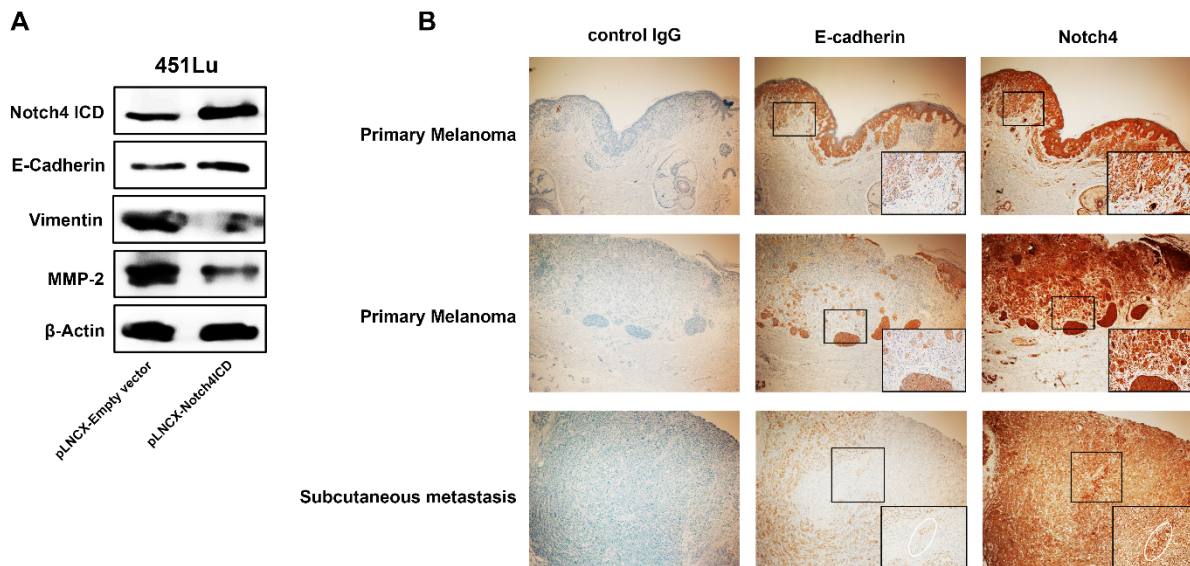 A
451Lu
Notch4 ICD
E-Cadherin
Vimentin
MMP-2
β-Actin
pLNCX-Empty vector
pLNCX-Notch4ICD
B
control IgG
E-cadherin
Notch4
Primary Melanoma
Primary Melanoma
Subcutaneous metastasis